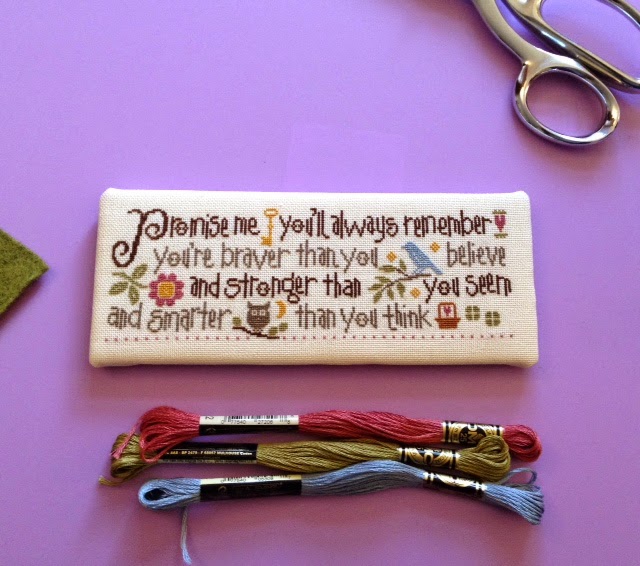 Promise me you'll always remember
you're braver than you believe
and stronger than you seem
and smarter than you think